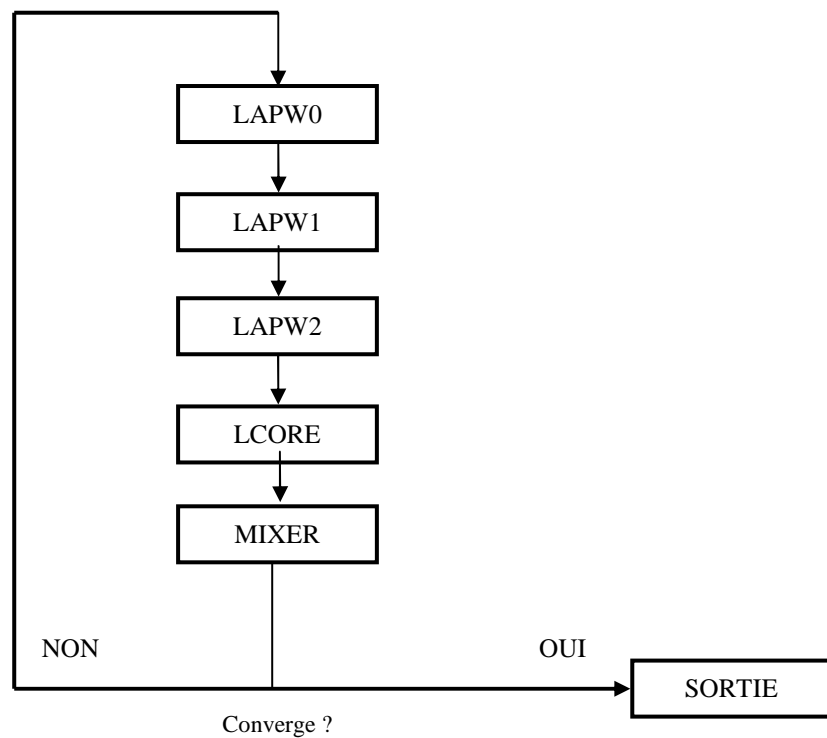 LAPW0
LAPW1
LAPW2
LCORE
MIXER
NON
OUI
SORTIE
Converge ?